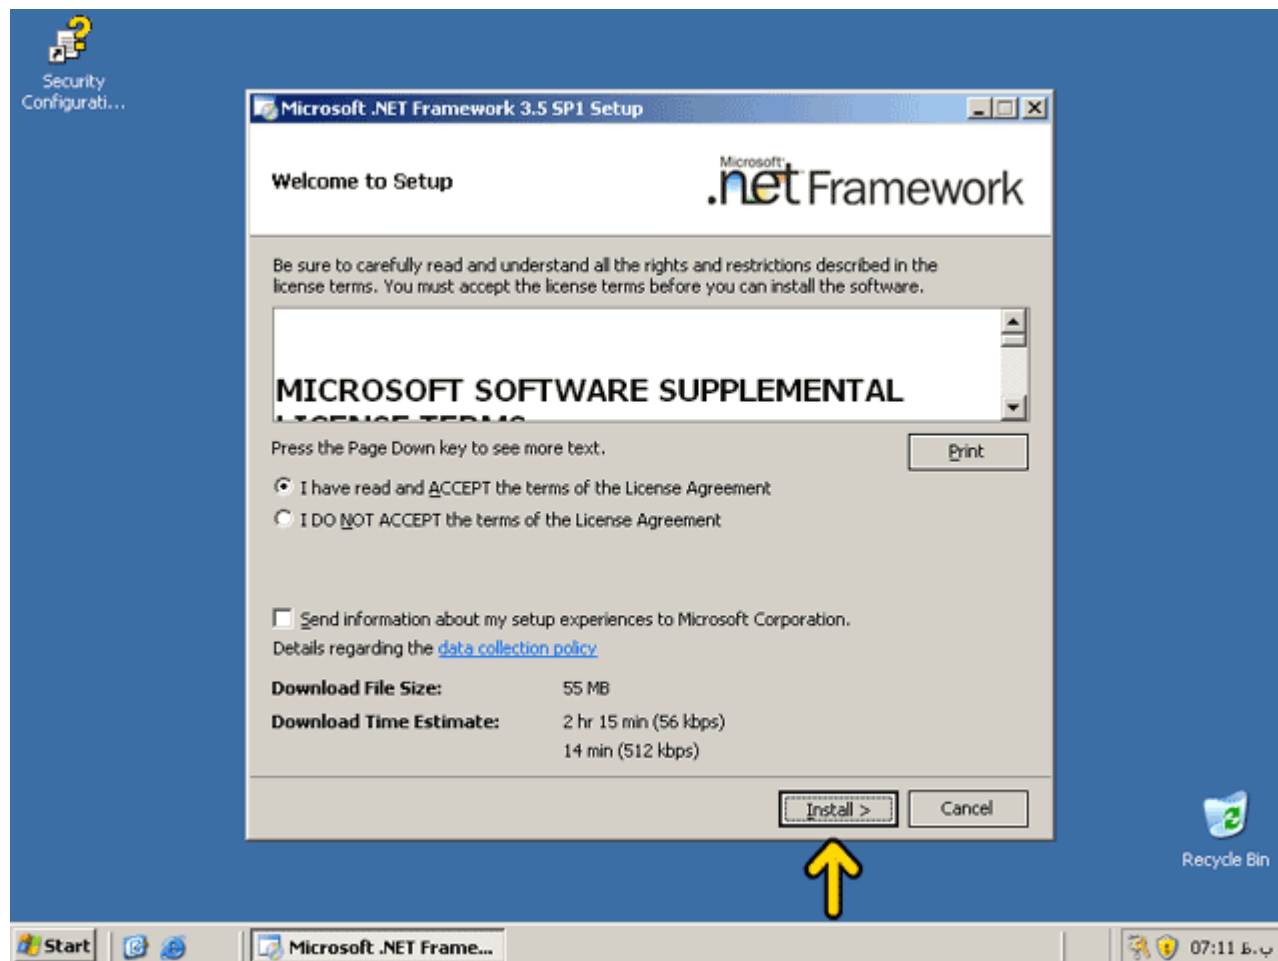 Security
Configurati...
Microsoft .NET Framework 3.5 SP1 Setup
Welcome to Setup
Microsoft
.net Framework
Be sure to carefully read and understand all the rights and restrictions described in the
license terms. You must accept the license terms before you can install the software.
MICROSOFT SOFTWARE SUPPLEMENTAL
LICENSE TERMS
Press the Page Down key to see more text.
Print
I have read and ACCEPT the terms of the License Agreement
I DO NOT ACCEPT the terms of the License Agreement
Send information about my setup experiences to Microsoft Corporation.
Details regarding the data collection policy
Download File Size: 55 MB
Download Time Estimate: 2 hr 15 min (56 kbps)
14 min (512 kbps)
Install >
Cancel
Recycle Bin
Start
Microsoft .NET Frame...
07:11 ب.ظ